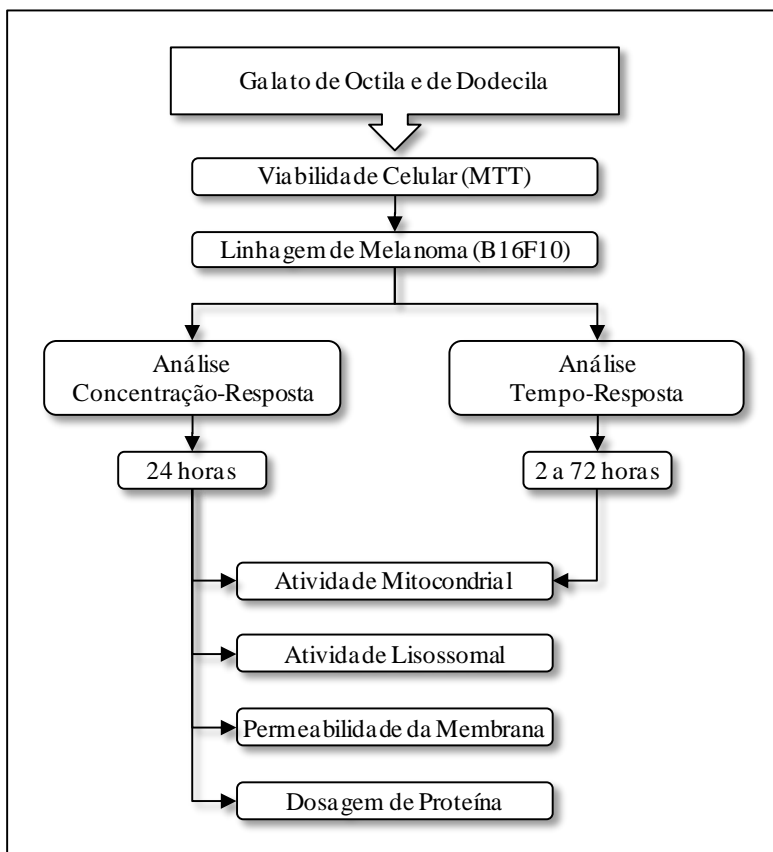 Galato de Octila e de Dodecila
Viabilidade Celular (MTT)
Linhagem de Melanoma (B16F10)
Análise
Concentração-Resposta
Análise
Tempo-Resposta
24 horas
2 a 72 horas
Atividade Mitocondrial
Atividade Lisossomal
Permeabilidade da Membrana
Dosagem de Proteína